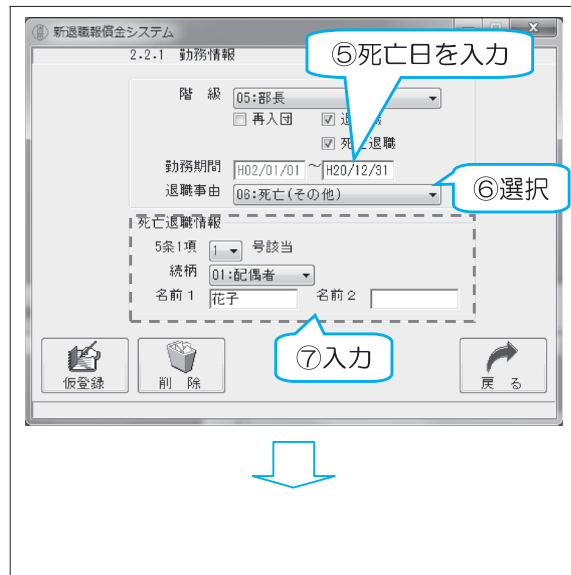 新退職報償金システム
2.2.1 勤務情報
⑤死亡日を入力
階 級 05:部長
再入団
死 退職
勤務期間 H02/01/01 ~ H20/12/31
退職事由 06:死亡(その他)
⑥選択
死亡退職情報
5条1項 1 号該当
続柄 01:配偶者
名前1 花子 名前2
⑦入力
仮登録
削 除
戻 る